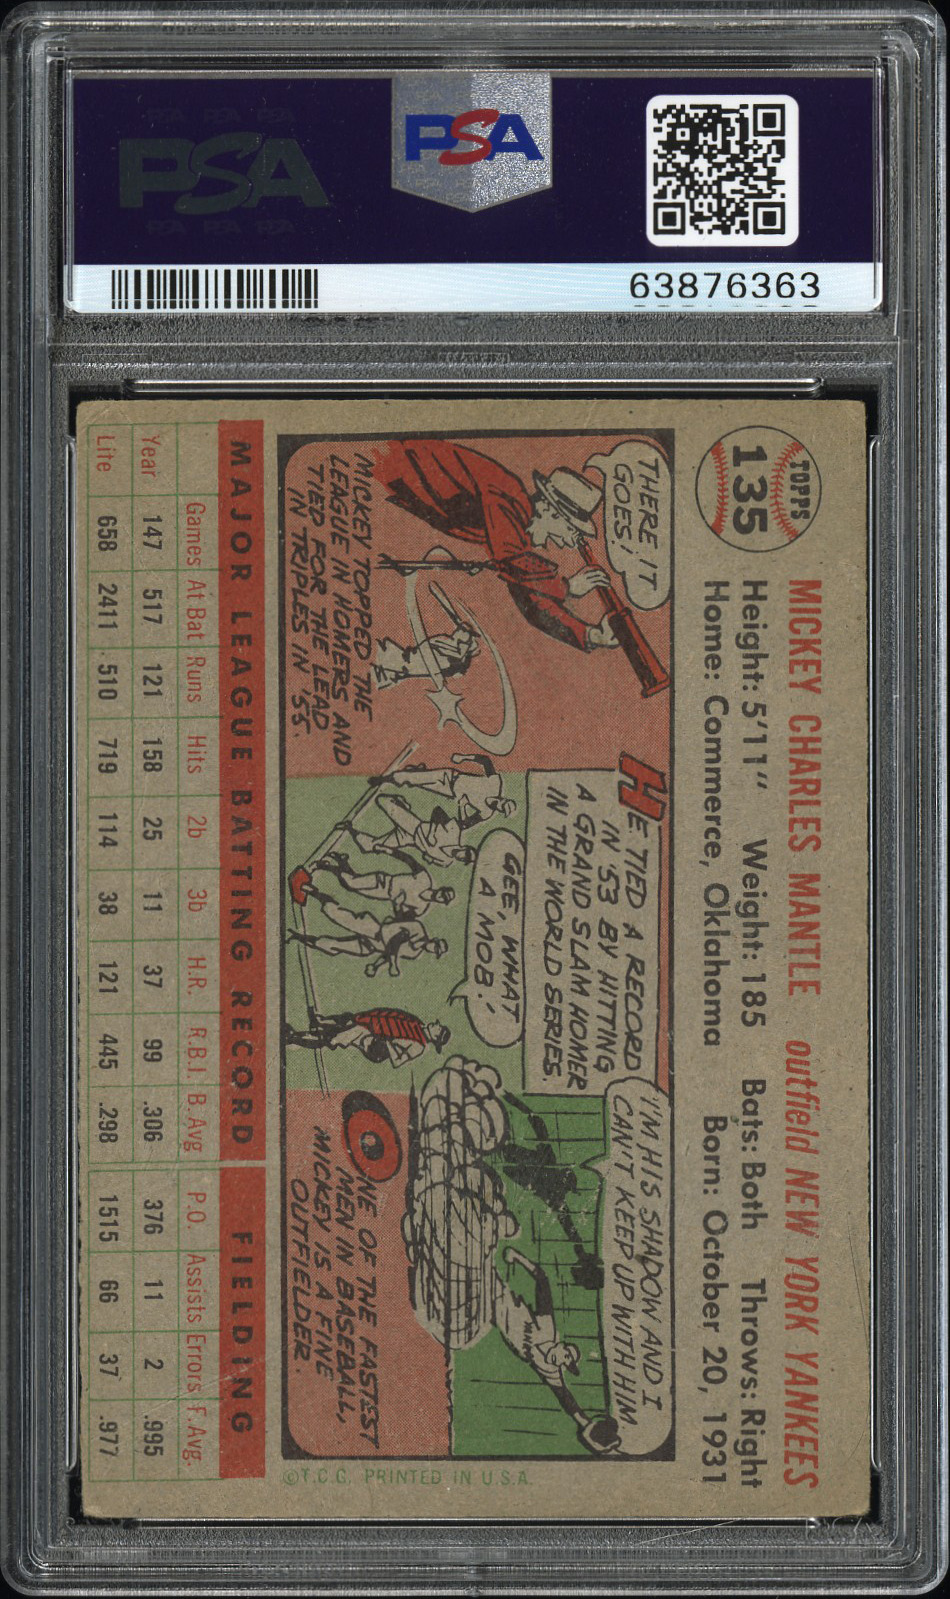 PSA
PSA
63876363
TOPPS
135
MICKEY CHARLES MANTLE outfield NEW YORK YANKEES
Height: 5'11" Weight: 185 Bats: Both Throws: Right
Home: Commerce, Oklahoma Born: October 20, 1931
THERE IT
GOES!
MICKEY TOPPED THE
LEAGUE IN HOMERS AND
TIED FOR THE LEAD
IN TRIPLES IN '55.
HE TIED A RECORD
IN '53 BY HITTING
A GRAND SLAM HOMER
IN THE WORLD SERIES.
GEE, WHAT
A MOB!
I'M HIS SHADOW AND I
CAN'T KEEP UP WITH HIM
YANKS
ONE OF THE FASTEST
MEN IN BASEBALL,
MICKEY IS A FINE
OUTFIELDER.
©T.C.G. PRINTED IN U.S.A.
MAJOR LEAGUE BATTING RECORD FIELDING
Games At Bat Runs Hits 2b 3b H.R. R.B.I. B.Avg P.O. Assists Errors F.Avg.
Year 147 517 121 158 25 11 37 99 .306 376 11 2 .995
Life 658 2411 510 719 114 38 121 445 .298 1515 66 37 .977